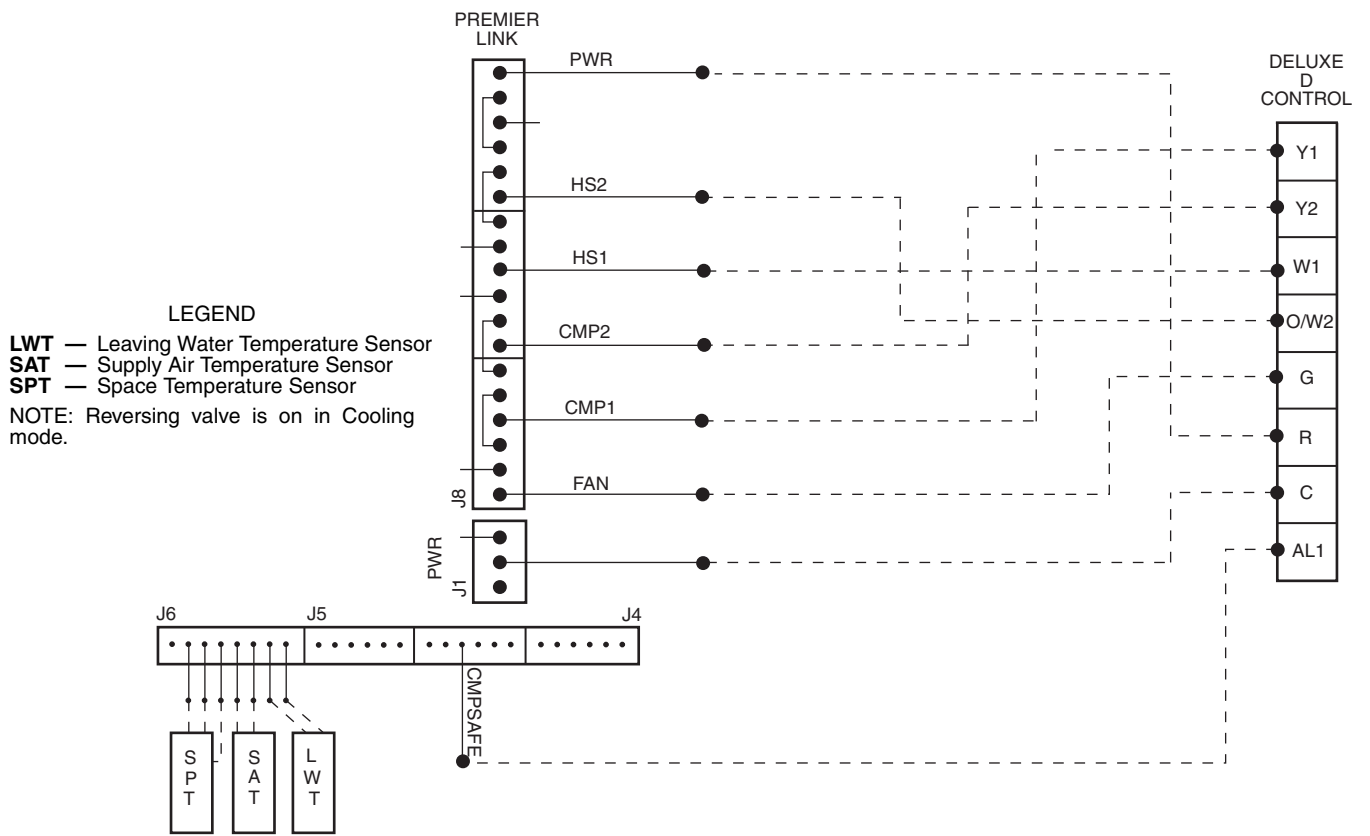 PREMIER
LINK
PWR
HS2
HS1
CMP2
CMP1
FAN
J8
PWR
J1
DELUXE
D
CONTROL
Y1
Y2
W1
O/W2
G
R
C
AL1
LEGEND
LWT — Leaving Water Temperature Sensor
SAT — Supply Air Temperature Sensor
SPT — Space Temperature Sensor
NOTE: Reversing valve is on in Cooling
mode.
J6
J5
J4
CMPSAFE
SPT
SAT
LWT